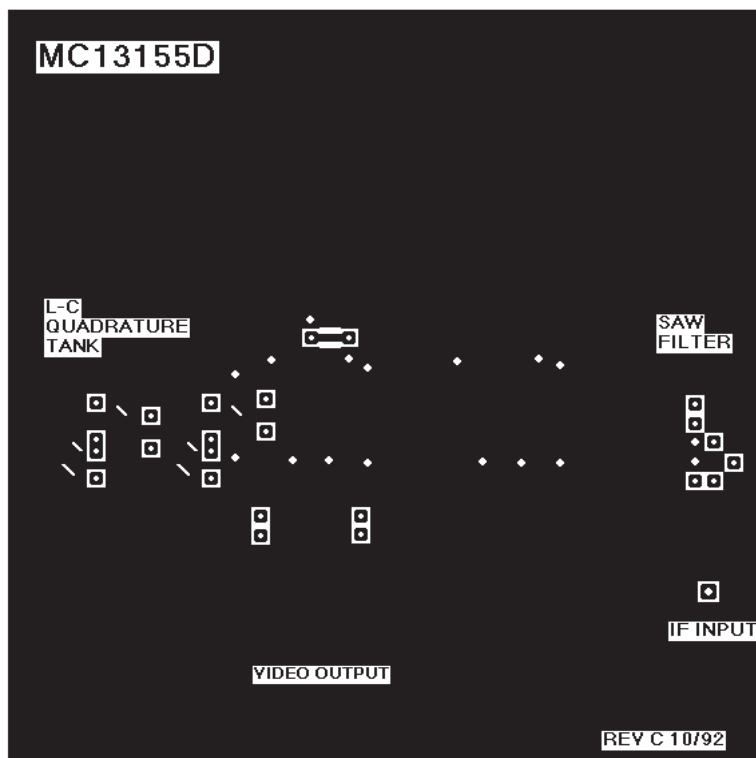 MC13155D
L-C
QUADRATURE
TANK
SAW
FILTER
IF INPUT
VIDEO OUTPUT
REV C 10/92